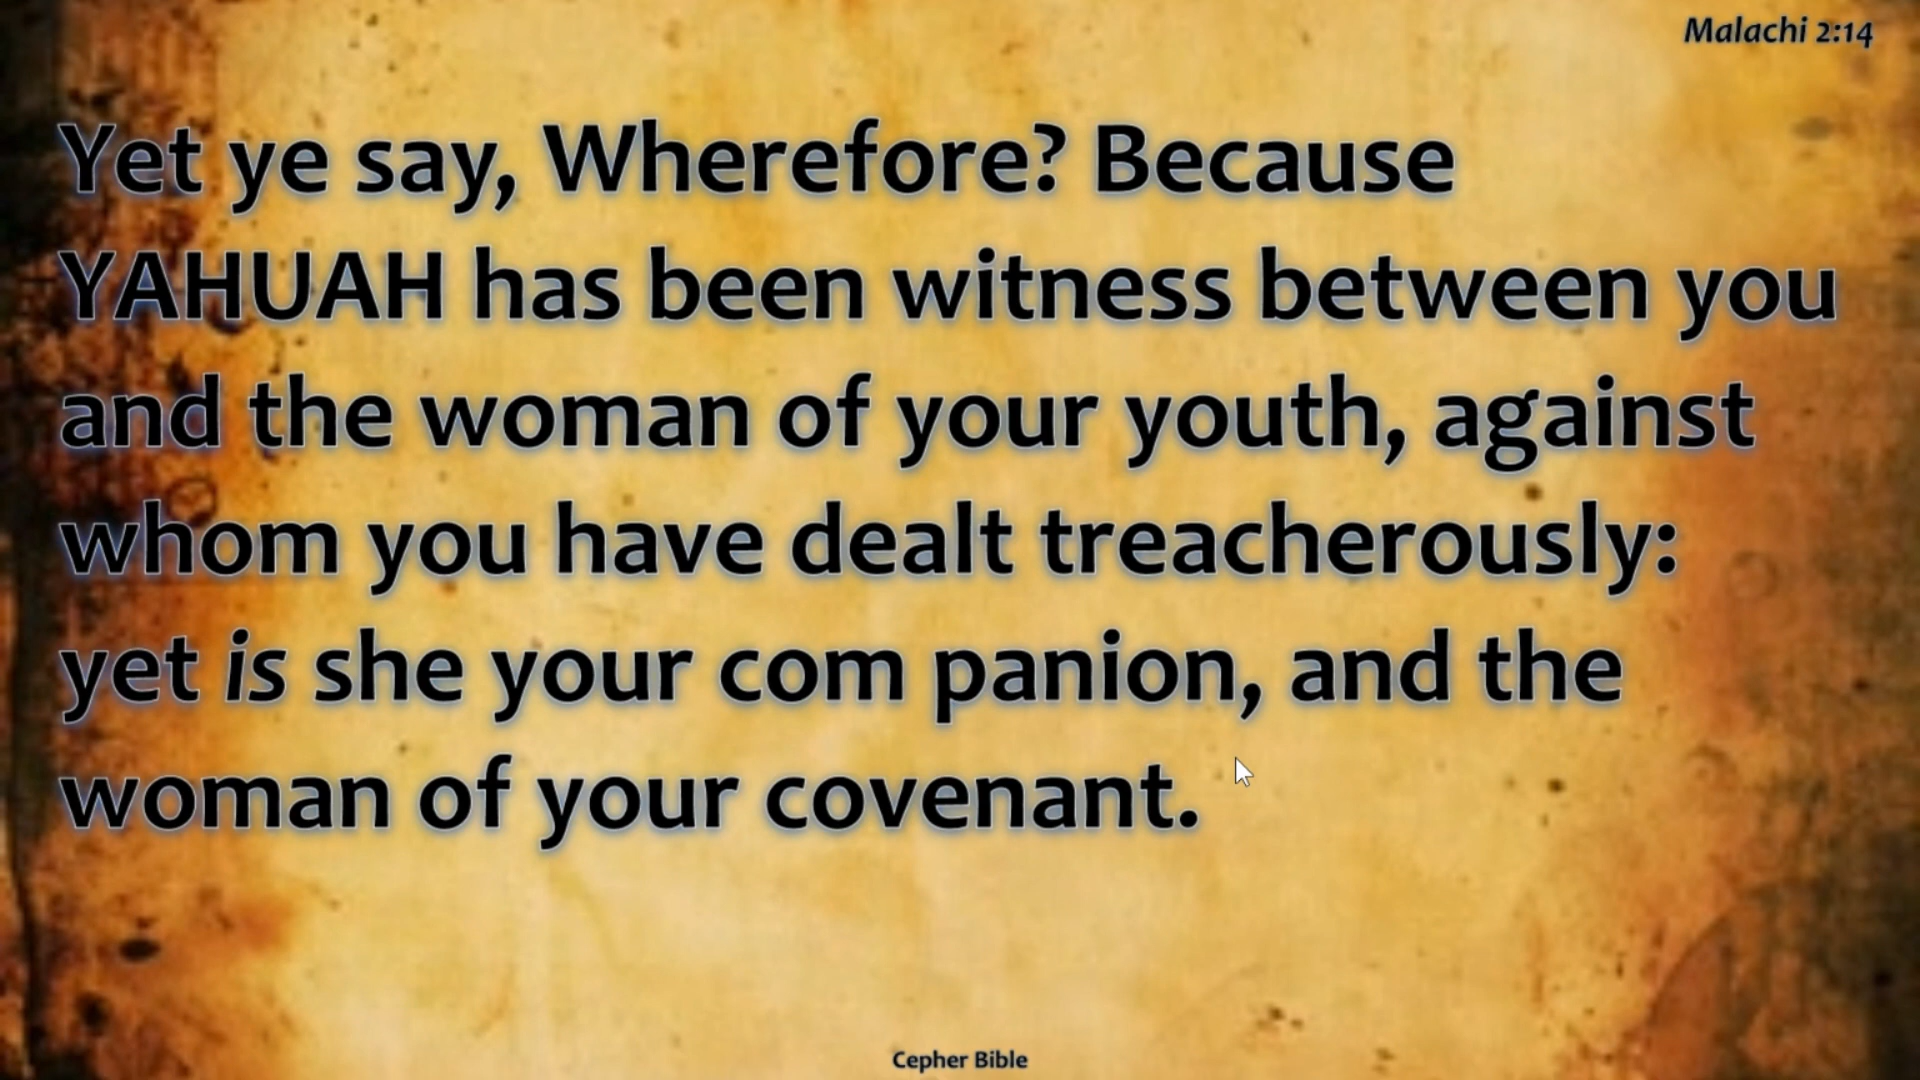 Malachi 2:14
Yet ye say, Wherefore? Because
YAHUAH has been witness between you
and the woman of your youth, against
whom you have dealt treacherously:
yet is she your com panion, and the
woman of your covenant.
Cepher Bible